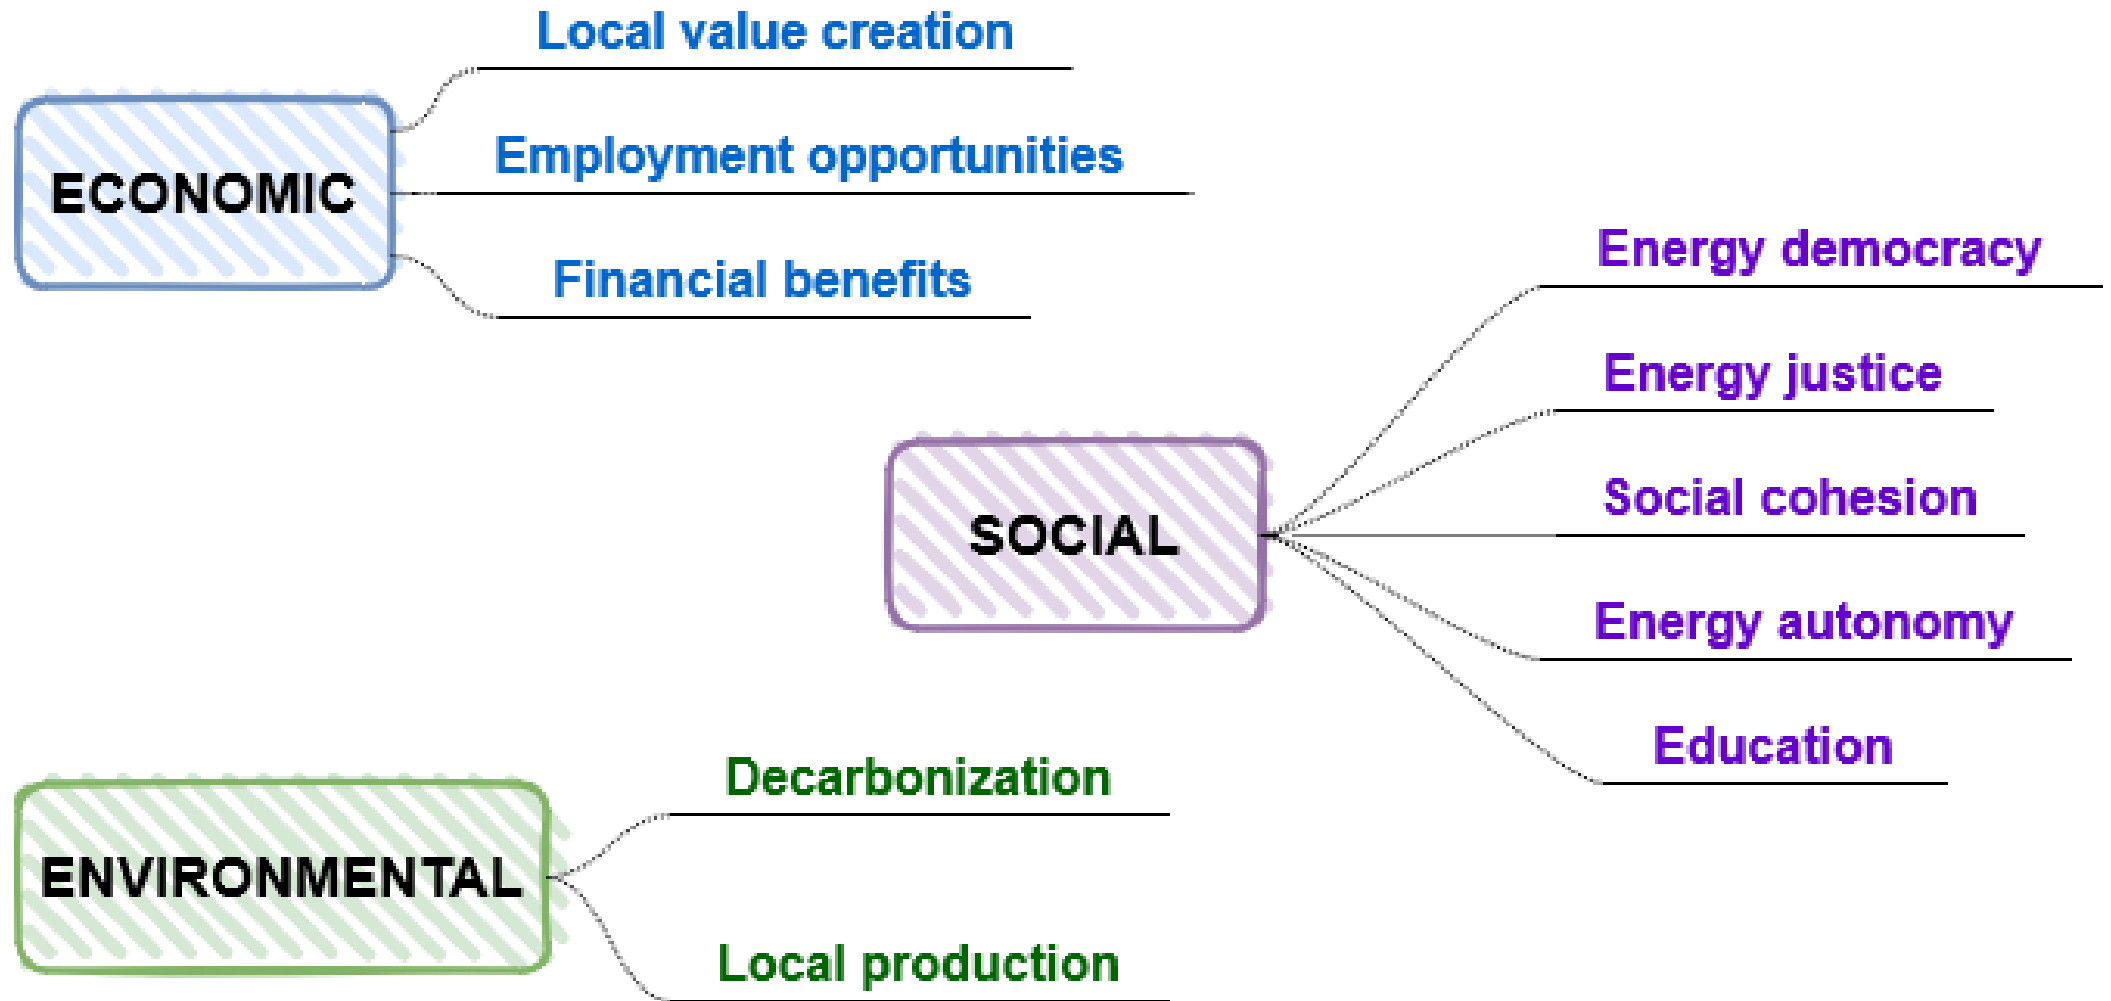 ECONOMIC
Local value creation
Employment opportunities
Financial benefits
SOCIAL
Energy democracy
Energy justice
Social cohesion
Energy autonomy
Education
ENVIRONMENTAL
Decarbonization
Local production